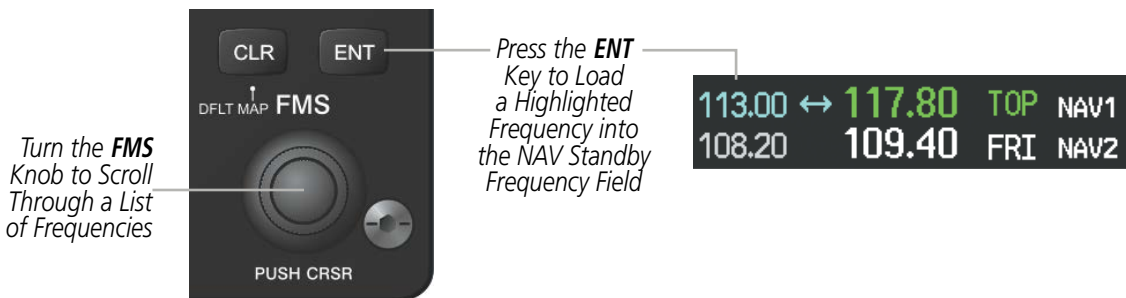 CLR ENT
DFLT MAP FMS
PUSH CRSR
Turn the FMS
Knob to Scroll
Through a List
of Frequencies
Press the ENT
Key to Load
a Highlighted
Frequency into
the NAV Standby
Frequency Field
113.00 ↔ 117.80 TOP NAV1
108.20 109.40 FRI NAV2